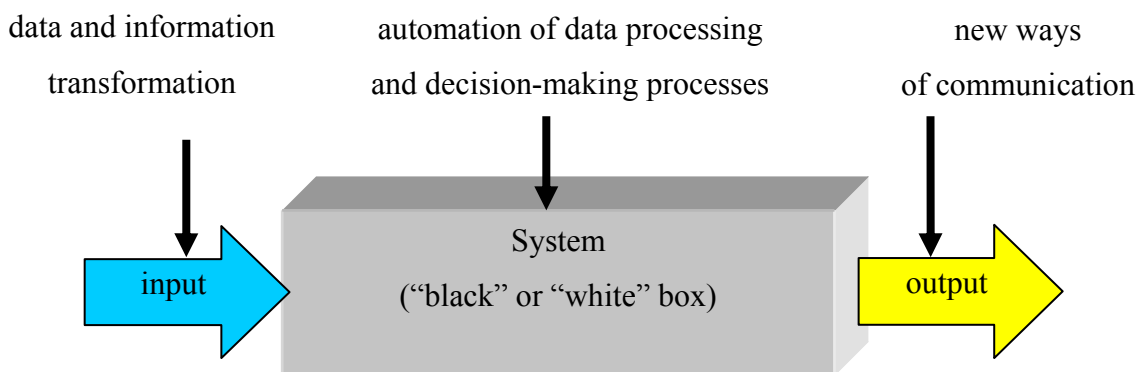 data and information
transformation
automation of data processing
and decision-making processes
new ways
of communication
System
(“black” or “white” box)
input
output